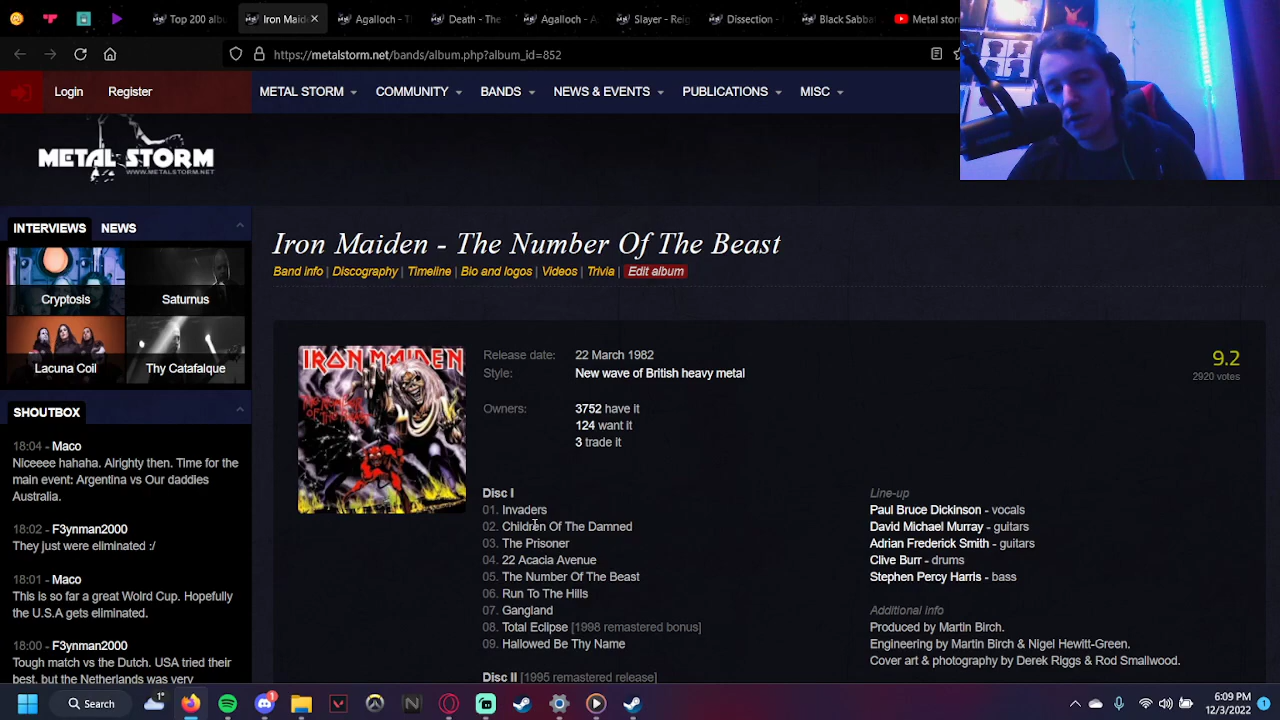 Top 200 albu
Iron Maid
Agalloch - T
Death - The
Agalloch - A
Slayer - Reig
Dissection -
Black Sabbat
Metal storm
https://metalstorm.net/bands/album.php?album_id=852
Login
Register
METAL STORM
COMMUNITY
BANDS
NEWS & EVENTS
PUBLICATIONS
MISC
METAL STORM
WWW.METALSTORM.NET
INTERVIEWS
NEWS
Cryptosis
Saturnus
Lacuna Coil
Thy Catafalque
SHOUTBOX
18:04 - Maco
Niceeee hahaha. Alrighty then. Time for the
main event: Argentina vs Our daddies
Australia.
18:02 - F3ynman2000
They just were eliminated :/
18:01 - Maco
This is so far a great Wolrd Cup. Hopefully
the U.S.A gets eliminated.
18:00 - F3ynman2000
Tough match vs the Dutch. USA tried their
best, but the Netherlands was very
Iron Maiden - The Number Of The Beast
Band info | Discography | Timeline | Bio and logos | Videos | Trivia | Edit album
IRON MAIDEN
THE NUMBER
OF THE BEAST
Release date: 22 March 1982
Style: New wave of British heavy metal
Owners: 3752 have it
124 want it
3 trade it
9.2
2920 votes
Disc I
01. Invaders
02. Children Of The Damned
03. The Prisoner
04. 22 Acacia Avenue
05. The Number Of The Beast
06. Run To The Hills
07. Gangland
08. Total Eclipse [1998 remastered bonus]
09. Hallowed Be Thy Name
Disc II [1995 remastered release]
Line-up
Paul Bruce Dickinson - vocals
David Michael Murray - guitars
Adrian Frederick Smith - guitars
Clive Burr - drums
Stephen Percy Harris - bass
Additional info
Produced by Martin Birch.
Engineering by Martin Birch & Nigel Hewitt-Green.
Cover art & photography by Derek Riggs & Rod Smallwood.
Search
1
6:09 PM
12/3/2022